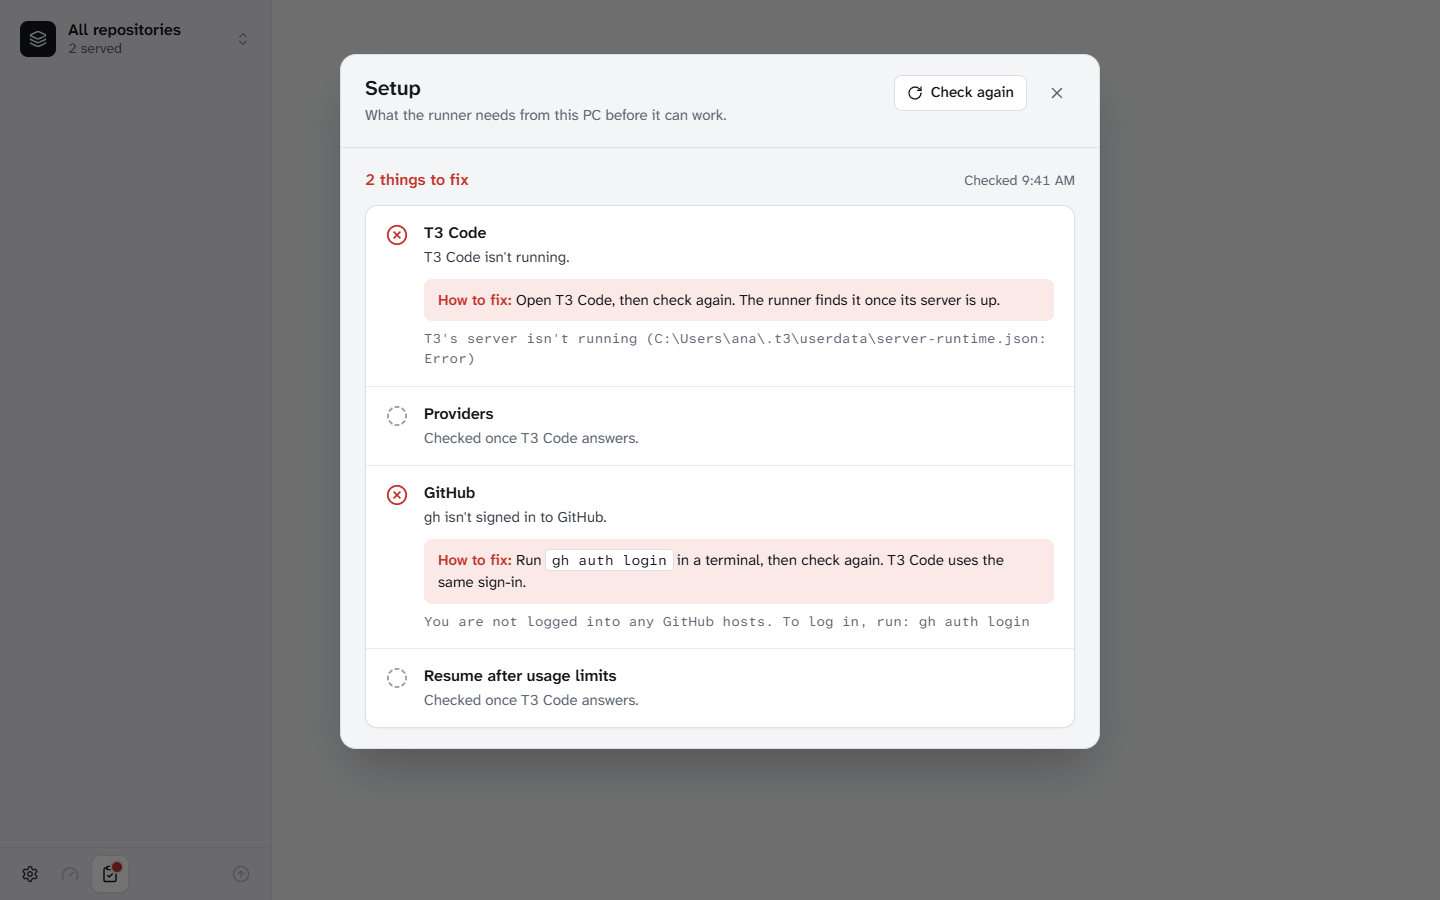 All repositories
2 served
Setup
Check again
What the runner needs from this PC before it can work.
2 things to fix
Checked 9:41 AM
T3 Code
T3 Code isn't running.
How to fix: Open T3 Code, then check again. The runner finds it once its server is up.
T3's server isn't running (C:\Users\ana\.t3\userdata\server-runtime.json:
Error)
Providers
Checked once T3 Code answers.
GitHub
gh isn't signed in to GitHub.
How to fix: Run gh auth login in a terminal, then check again. T3 Code uses the
same sign-in.
You are not logged into any GitHub hosts. To log in, run: gh auth login
Resume after usage limits
Checked once T3 Code answers.